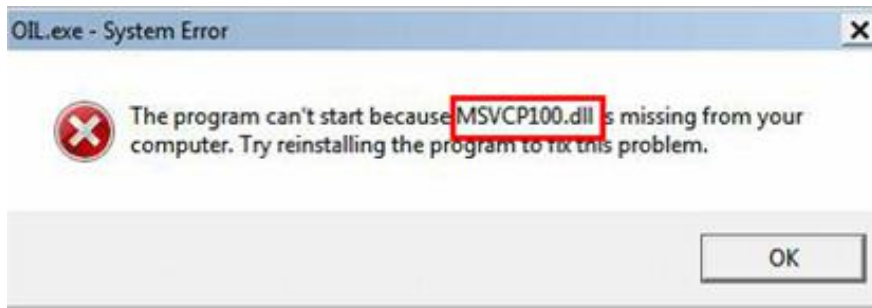 OIL.exe - System Error
The program can't start because MSVCP100.dll is missing from your
computer. Try reinstalling the program to fix this problem.
OK